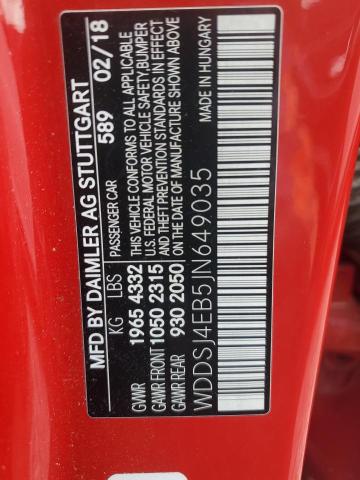 MFD BY DAIMLER AG STUTTGART
589 02/18
PASSENGER CAR
KG LBS
GVWR 1965 4332
GAWR FRONT 1050 2315
GAWR REAR 930 2050
THIS VEHICLE CONFORMS TO ALL APPLICABLE
U.S. FEDERAL MOTOR VEHICLE SAFETY, BUMPER
AND THEFT PREVENTION STANDARDS IN EFFECT
ON THE DATE OF MANUFACTURE SHOWN ABOVE
WDDSJ4EB5JN649035
MADE IN HUNGARY